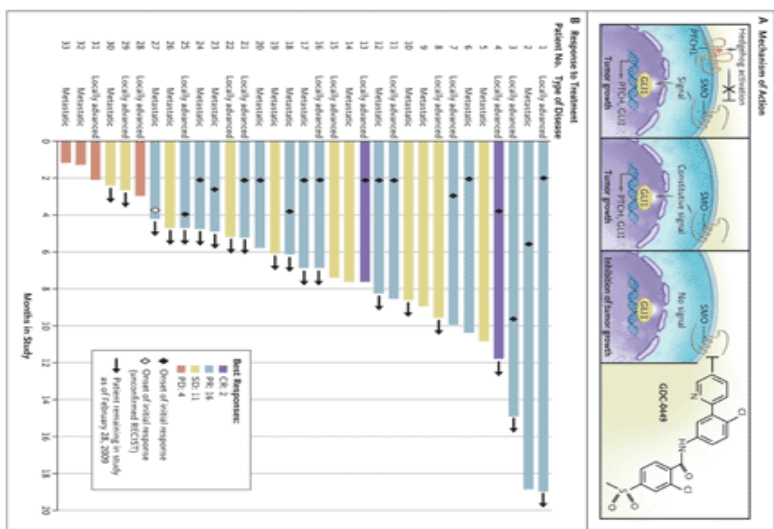 A Mechanism of Action
Hedgehog activation
PTCH1
SMO
Signal
GLI1
PTCH, GLI1
Tumor growth
SMO
Constitutive signal
GLI1
PTCH, GLI1
Tumor growth
SMO
No signal
GLI1
Inhibition of tumor growth
GDC-0449
Cl
N
HN
O
Cl
S
O
O
B Response to Treatment
Patient No. Type of Disease
1 Locally advanced
2 Metastatic
3 Locally advanced
4 Locally advanced
5 Metastatic
6 Metastatic
7 Locally advanced
8 Locally advanced
9 Metastatic
10 Metastatic
11 Metastatic
12 Metastatic
13 Locally advanced
14 Metastatic
15 Metastatic
16 Locally advanced
17 Metastatic
18 Metastatic
19 Metastatic
20 Metastatic
21 Locally advanced
22 Locally advanced
23 Metastatic
24 Metastatic
25 Locally advanced
26 Metastatic
27 Metastatic
28 Locally advanced
29 Locally advanced
30 Metastatic
31 Locally advanced
32 Metastatic
33 Metastatic
Best Responses:
CR: 2
PR: 16
SD: 11
PD: 4
Onset of initial response
Onset of initial response
(unconfirmed RECIST)
Patient remaining in study
as of February 28, 2009
0 2 4 6 8 10 12 14 16 18 20
Months in Study